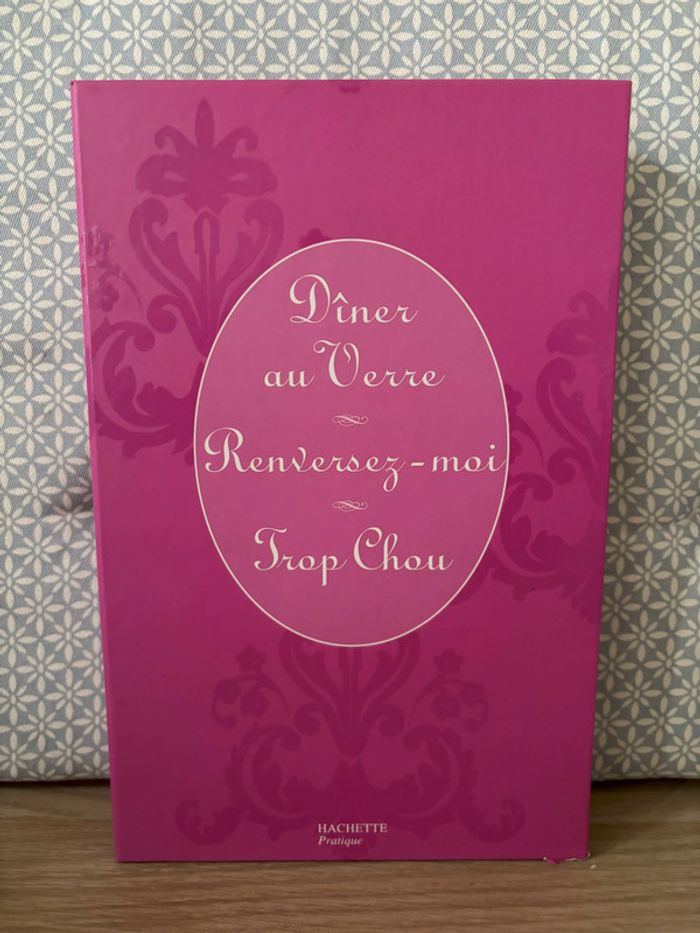 Dîner
au Verre
Renversez-moi
Trop Chou
HACHETTE
Pratique